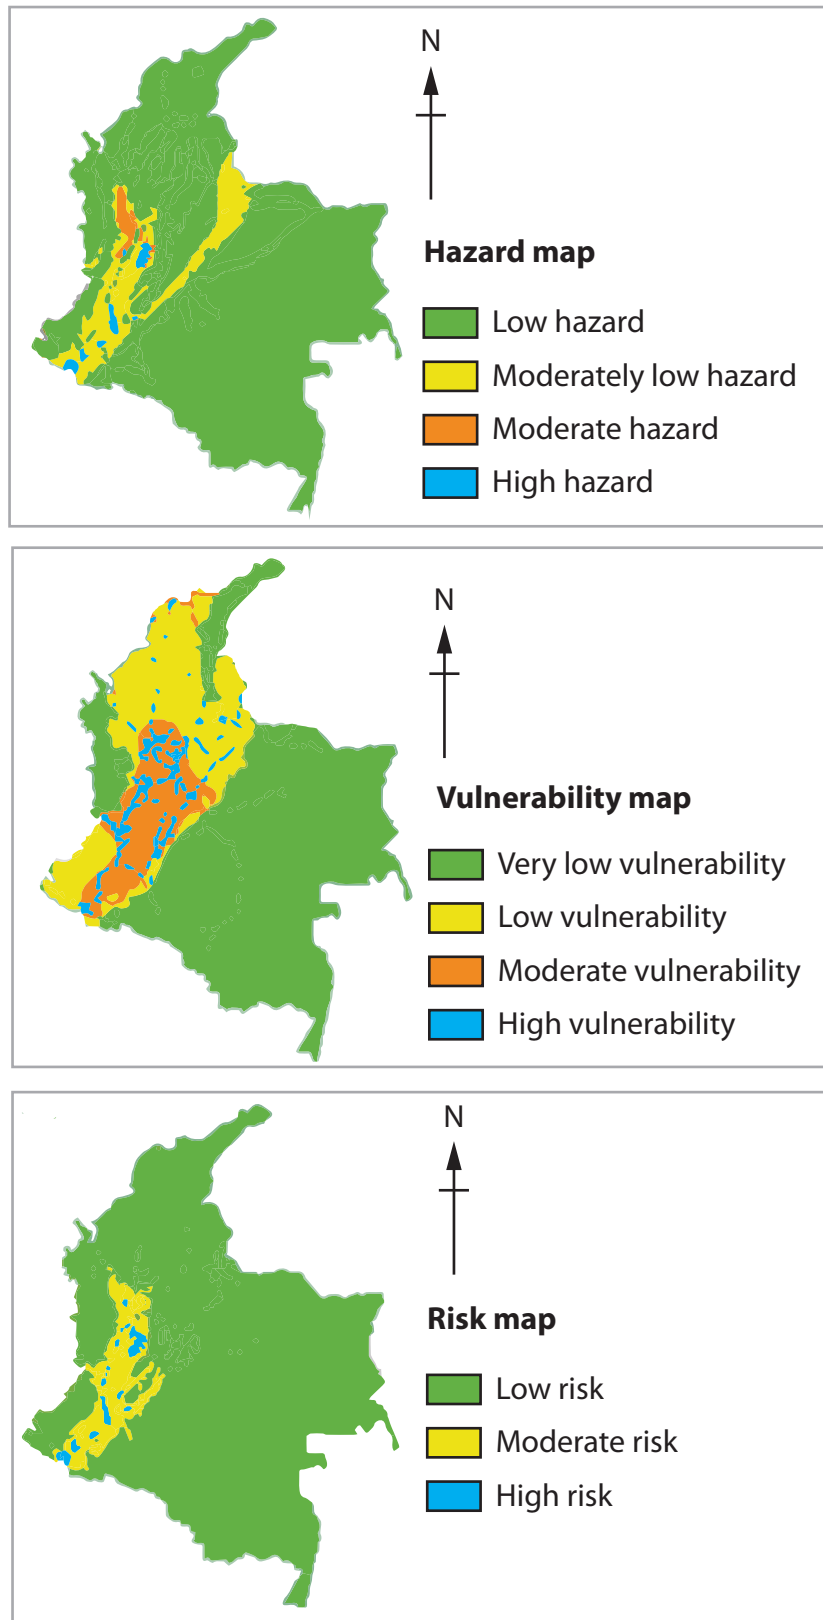 N
Hazard map
Low hazard
Moderately low hazard
Moderate hazard
High hazard
N
Vulnerability map
Very low vulnerability
Low vulnerability
Moderate vulnerability
High vulnerability
N
Risk map
Low risk
Moderate risk
High risk